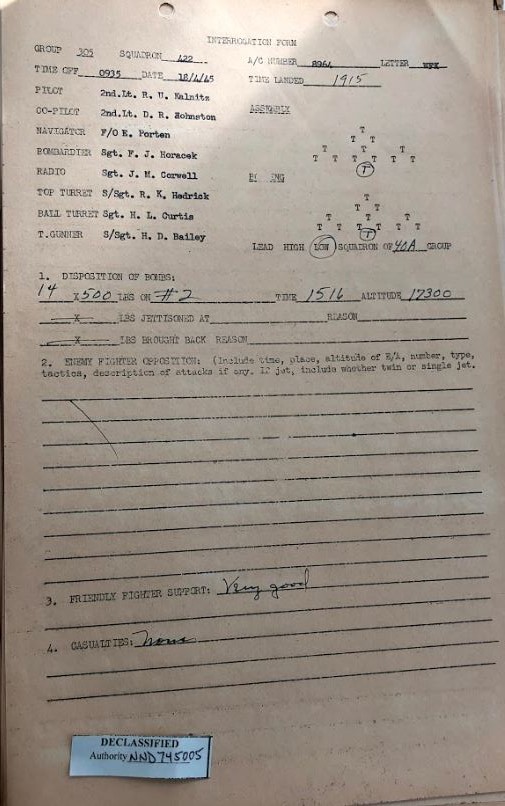 INTERROGATION FORM
GROUP 305 SQUADRON 422 A/C NUMBER 8964 LETTER
TIME OFF 0935 DATE 18/4/45 TIME LANDED 1915
PILOT 2nd.Lt. R. U. Kalnitz
CO-PILOT 2nd.Lt. D. R. Johnston ASSEMBLY
NAVIGATOR F/O E. Porten
BOMBARDIER Sgt. F. J. Horacek
RADIO Sgt. J. M. Corwell
TOP TURRET S/Sgt. R. K. Hedrick
BALL TURRET Sgt. H. L. Curtis
T.GUNNER S/Sgt. H. D. Bailey
T
T T
T T T
T T T T T
T
T
T T
T T T
T T T T T
T
LEAD HIGH LOW SQUADRON OF 40A GROUP
1. DISPOSITION OF BOMBS:
14 X 500 LBS ON #2 TIME 1516 ALTITUDE 17300
X LBS JETTISONED AT REASON
X LBS BROUGHT BACK REASON
2. ENEMY FIGHTER OPPOSITION: (Include time, place, altitude of E/A, number, type,
tactics, description of attacks if any. If jet, include whether twin or single jet.
3. FRIENDLY FIGHTER SUPPORT: Very good
4. CASUALTIES: None
DECLASSIFIED
Authority NND745005